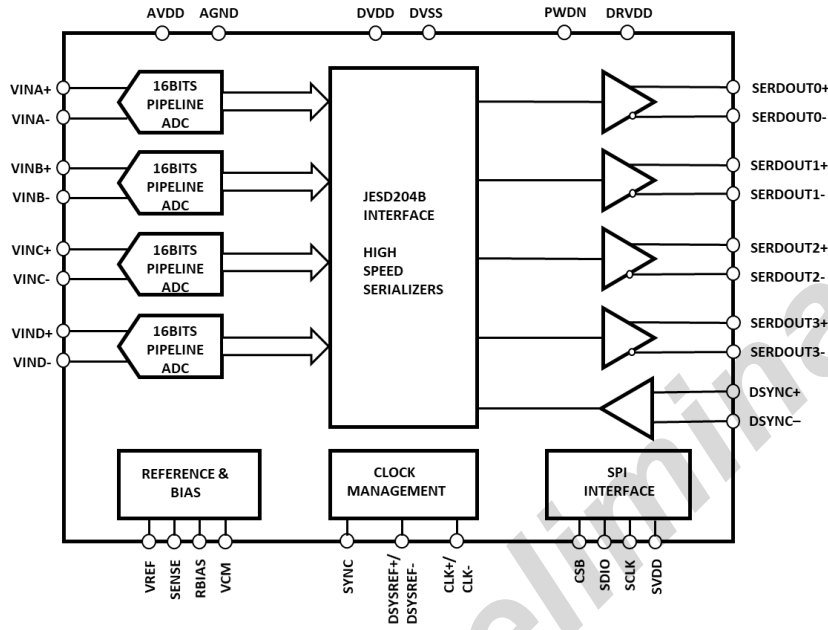 AVDD AGND DVDD DVSS PWDN DRVDD
VINA+
VINA-
16BITS
PIPELINE
ADC
VINB+
VINB-
16BITS
PIPELINE
ADC
VINC+
VINC-
16BITS
PIPELINE
ADC
VIND+
VIND-
16BITS
PIPELINE
ADC
JESD204B
INTERFACE
HIGH
SPEED
SERIALIZERS
SERDOUT0+
SERDOUT0-
SERDOUT1+
SERDOUT1-
SERDOUT2+
SERDOUT2-
SERDOUT3+
SERDOUT3-
DSYNC+
DSYNC–
REFERENCE &
BIAS
CLOCK
MANAGEMENT
SPI
INTERFACE
VREF
SENSE
RBIAS
VCM
SYNC
DSYSREF+/
DSYSREF-
CLK+/
CLK-
CSB
SDIO
SCLK
SVDD